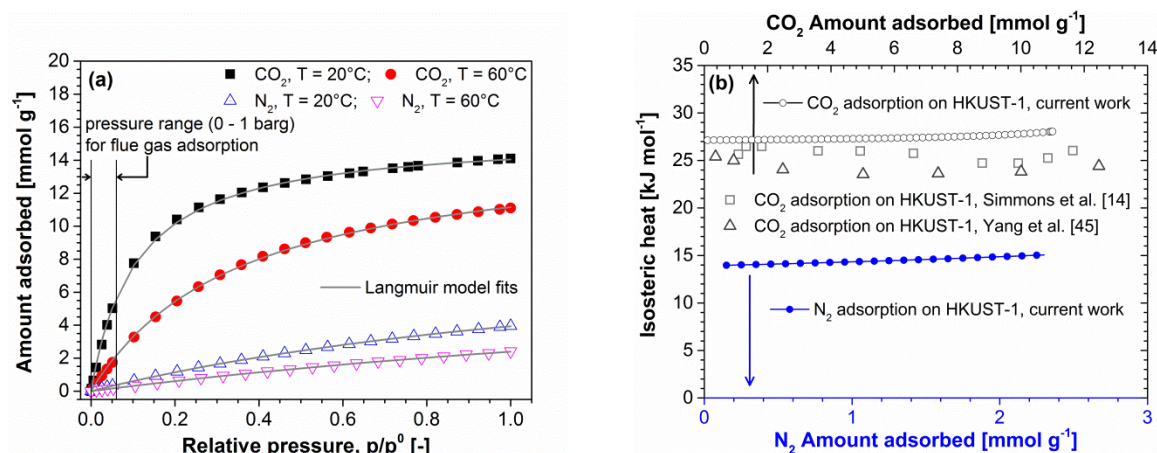 (a)
CO2, T = 20°C; CO2, T = 60°C
N2, T = 20°C; N2, T = 60°C
pressure range (0 - 1 barg)
for flue gas adsorption
Langmuir model fits
Amount adsorbed [mmol g-1]
20
18
16
14
12
10
8
6
4
2
0
0.0 0.2 0.4 0.6 0.8 1.0
Relative pressure, p/p0 [-]
CO2 Amount adsorbed [mmol g-1]
0 2 4 6 8 10 12 14
(b)
CO2 adsorption on HKUST-1, current work
CO2 adsorption on HKUST-1, Simmons et al. [14]
CO2 adsorption on HKUST-1, Yang et al. [45]
N2 adsorption on HKUST-1, current work
Isosteric heat [kJ mol-1]
35
30
25
20
15
10
5
0
0 1 2 3
N2 Amount adsorbed [mmol g-1]